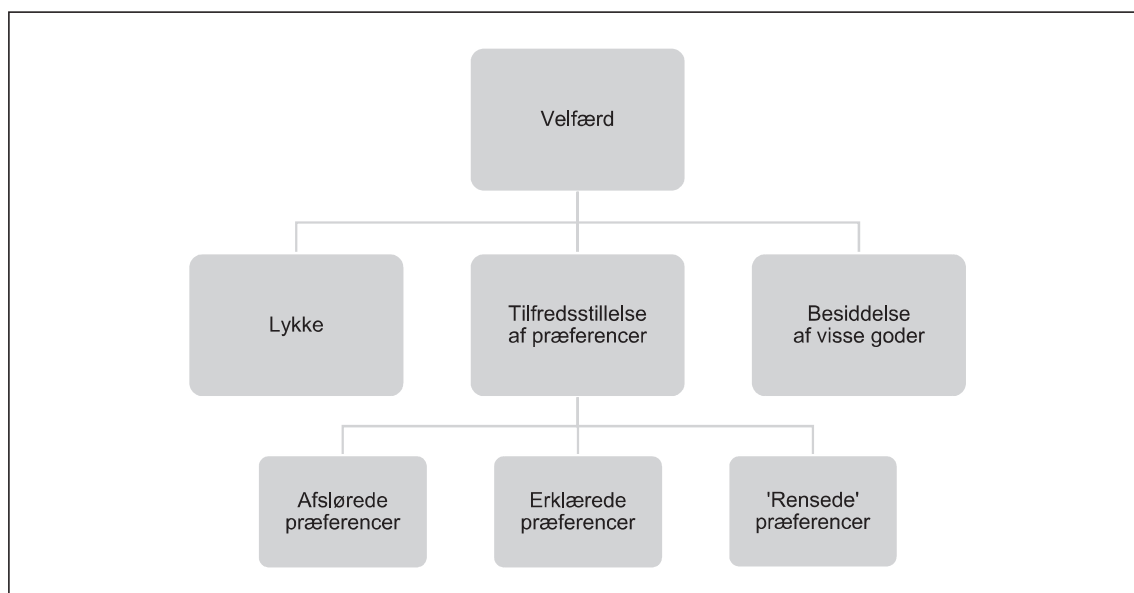 Velfærd
Lykke
Tilfredsstillelse
af præferencer
Besiddelse
af visse goder
Afslørede
præferencer
Erklærede
præferencer
'Rensede'
præferencer